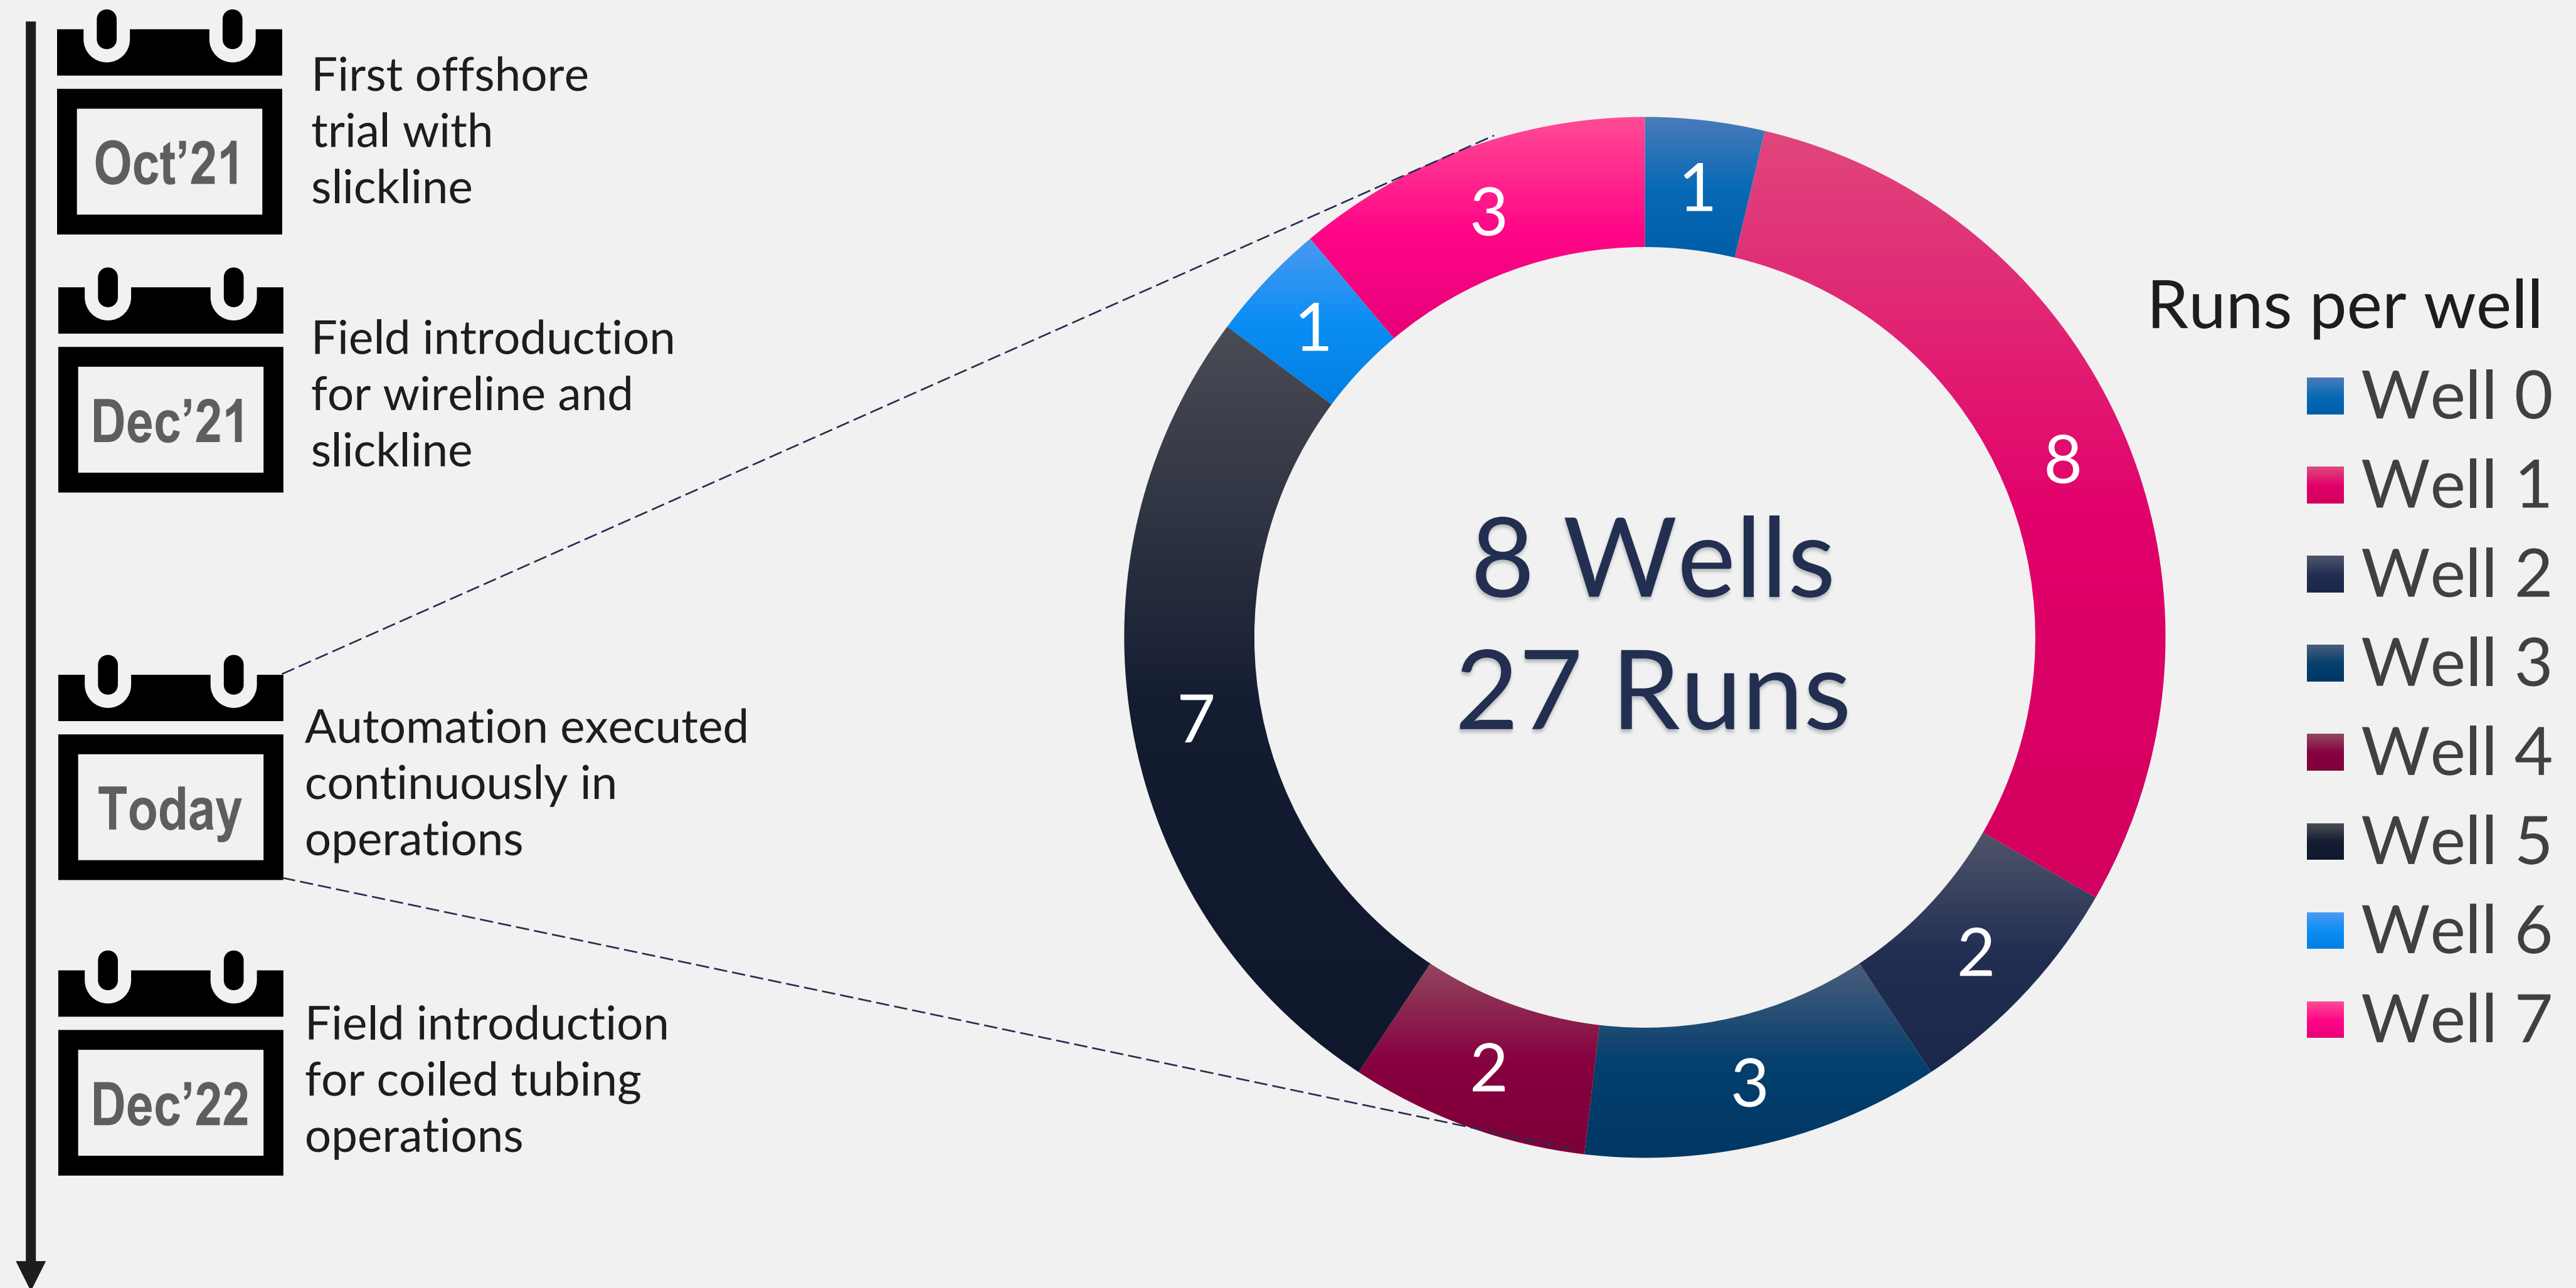 Oct’21
First offshore
trial with
slickline
Dec’21
Field introduction
for wireline and
slickline
Today
Automation executed
continuously in
operations
Dec’22
Field introduction
for coiled tubing
operations
1
8
2
3
2
7
1
3
8 Wells
27 Runs
Runs per well
Well 0
Well 1
Well 2
Well 3
Well 4
Well 5
Well 6
Well 7